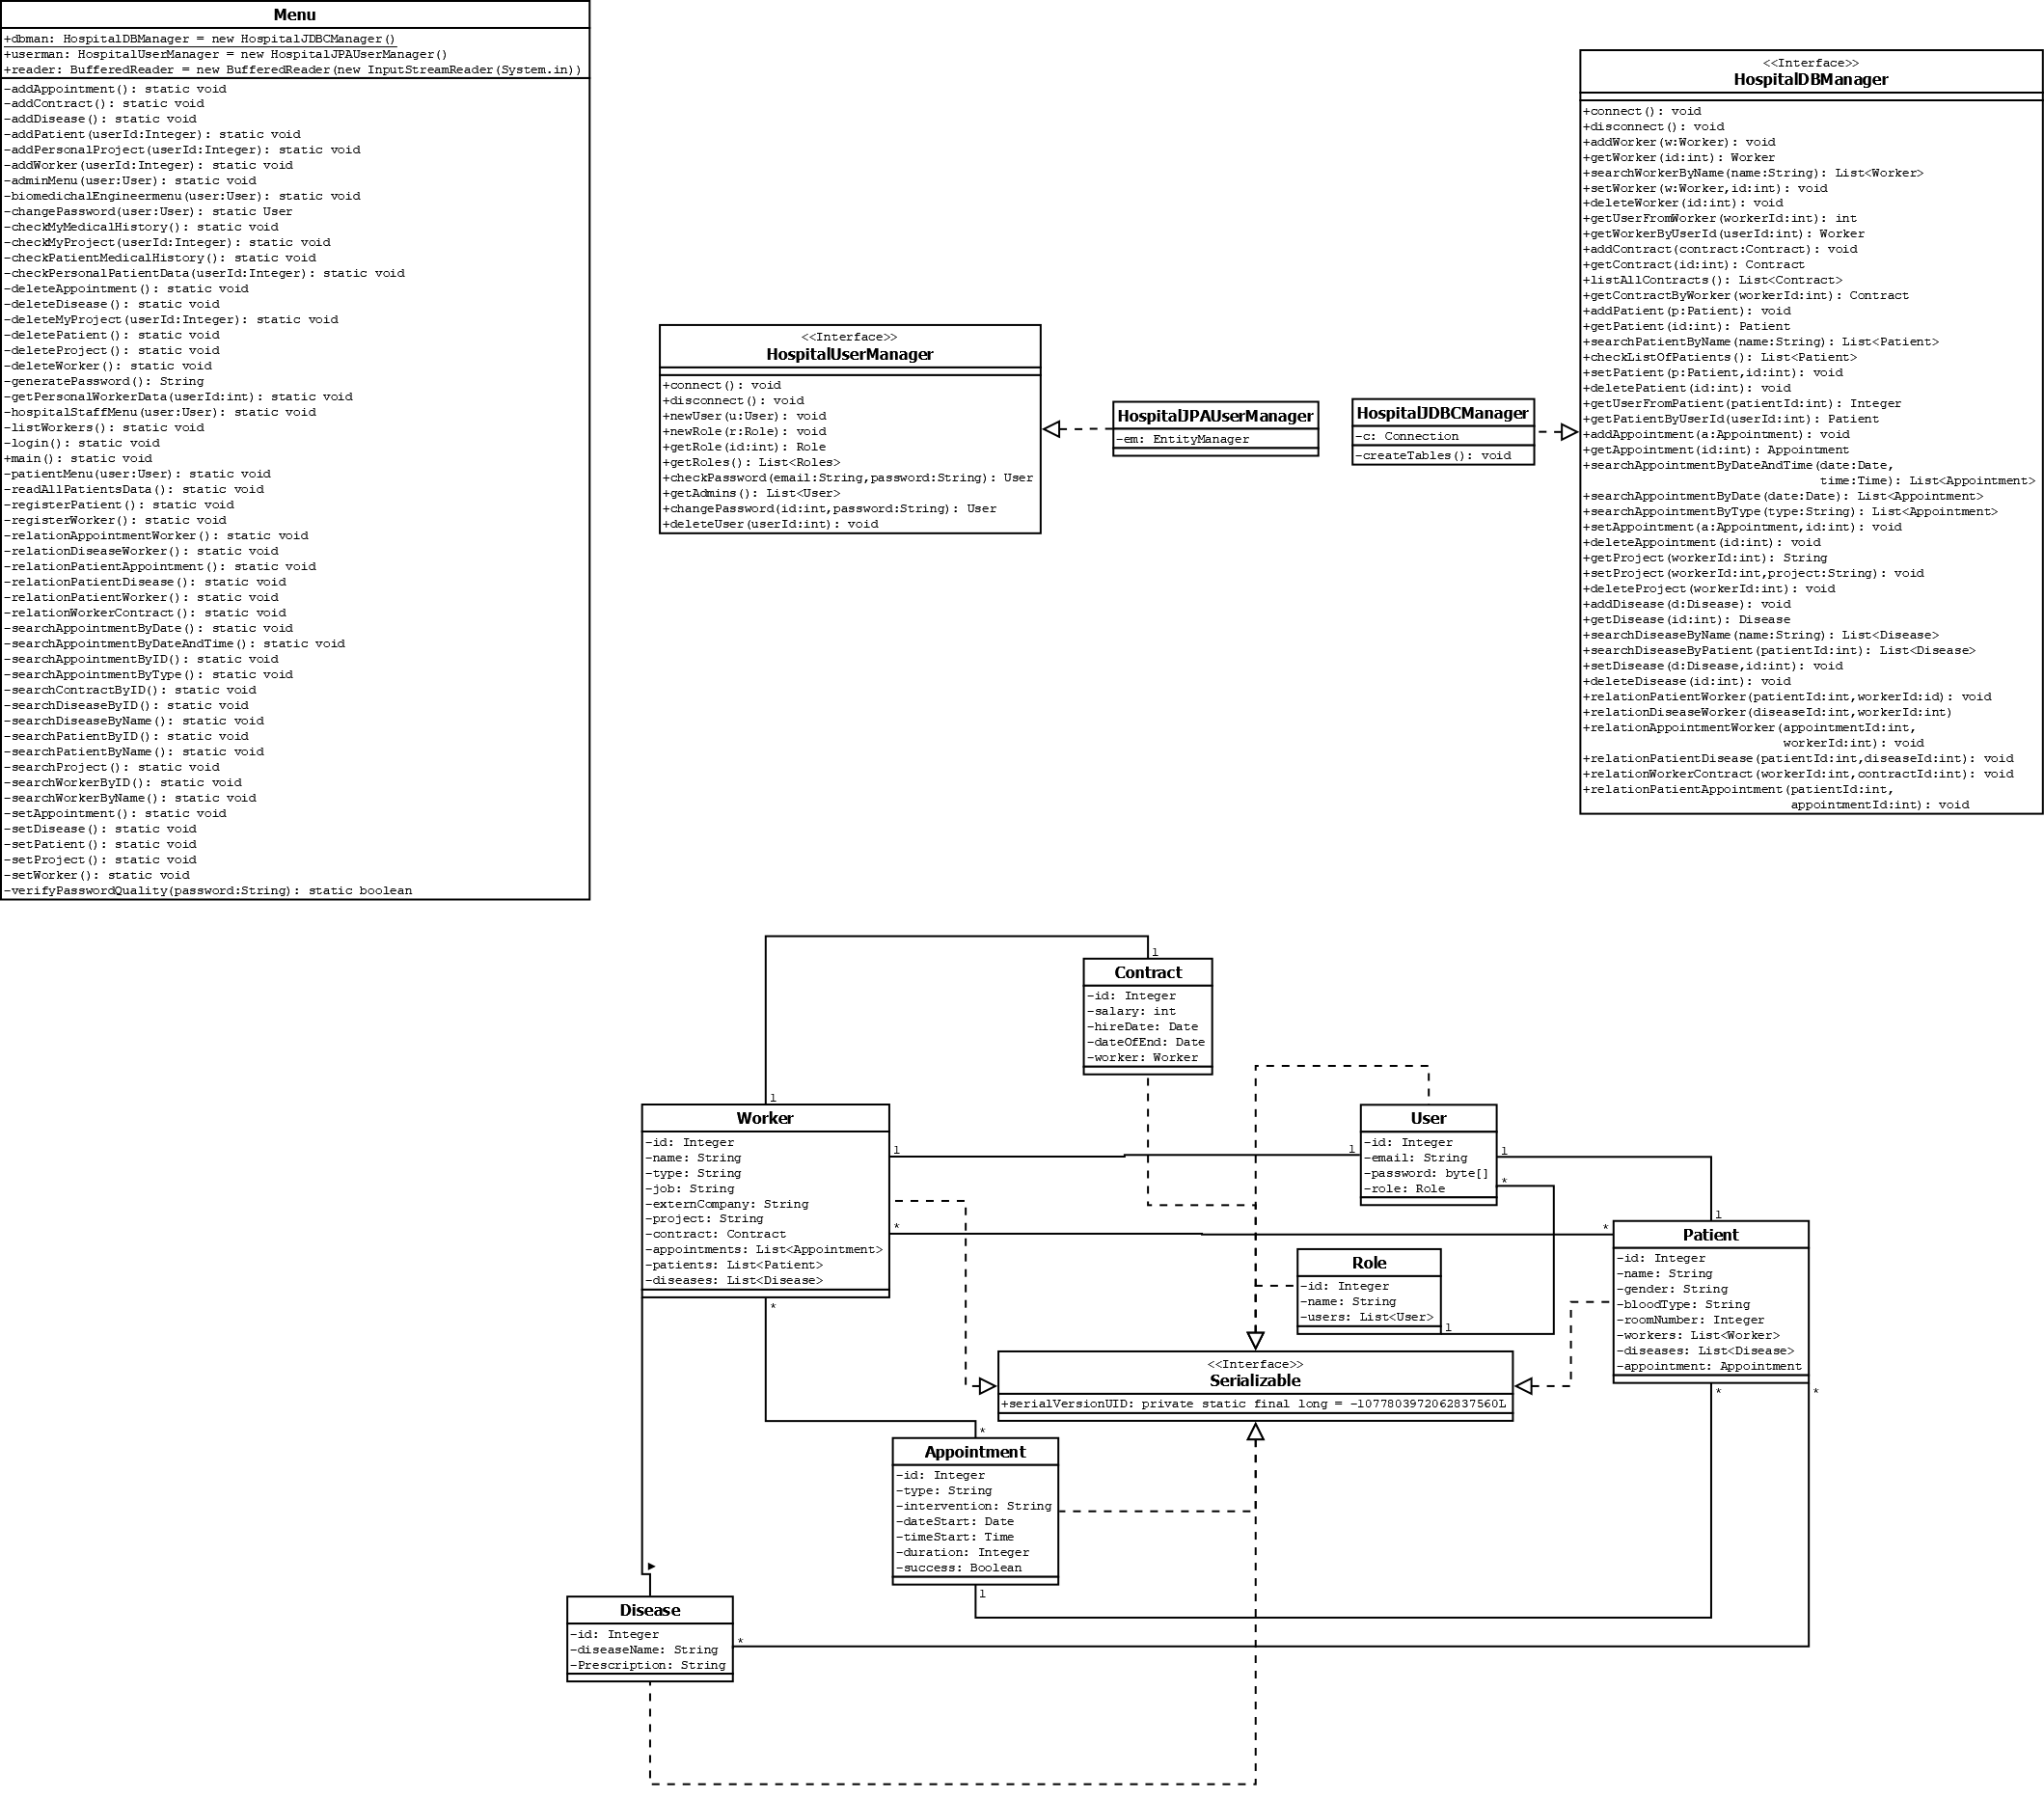 Menu
+dbman: HospitalDBManager = new HospitalJDBCManager()
+userman: HospitalUserManager = new HospitalJPAUserManager()
+reader: BufferedReader = new BufferedReader(new InputStreamReader(System.in))
-addAppointment(): static void
-addContract(): static void
-addDisease(): static void
-addPatient(userId:Integer): static void
-addPersonalProject(userId:Integer): static void
-addWorker(userId:Integer): static void
-adminMenu(user:User): static void
-biomedichalEngineermenu(user:User): static void
-changePassword(user:User): static User
-checkMyMedicalHistory(): static void
-checkMyProject(userId:Integer): static void
-checkPatientMedicalHistory(): static void
-checkPersonalPatientData(userId:Integer): static void
-deleteAppointment(): static void
-deleteDisease(): static void
-deleteMyProject(userId:Integer): static void
-deletePatient(): static void
-deleteProject(): static void
-deleteWorker(): static void
-generatePassword(): String
-getPersonalWorkerData(userId:int): static void
-hospitalStaffMenu(user:User): static void
-listWorkers(): static void
-login(): static void
+main(): static void
-patientMenu(user:User): static void
-readAllPatientsData(): static void
-registerPatient(): static void
-registerWorker(): static void
-relationAppointmentWorker(): static void
-relationDiseaseWorker(): static void
-relationPatientAppointment(): static void
-relationPatientDisease(): static void
-relationPatientWorker(): static void
-relationWorkerContract(): static void
-searchAppointmentByDate(): static void
-searchAppointmentByDateAndTime(): static void
-searchAppointmentByID(): static void
-searchAppointmentByType(): static void
-searchContractByID(): static void
-searchDiseaseByID(): static void
-searchDiseaseByName(): static void
-searchPatientByID(): static void
-searchPatientByName(): static void
-searchProject(): static void
-searchWorkerByID(): static void
-searchWorkerByName(): static void
-setAppointment(): static void
-setDisease(): static void
-setPatient(): static void
-setProject(): static void
-setWorker(): static void
-verifyPasswordQuality(password:String): static boolean
<<Interface>>
HospitalUserManager
+connect(): void
+disconnect(): void
+newUser(u:User): void
+newRole(r:Role): void
+getRole(id:int): Role
+getRoles(): List<Roles>
+checkPassword(email:String,password:String): User
+getAdmins(): List<User>
+changePassword(id:int,password:String): User
+deleteUser(userId:int): void
HospitalJPAUserManager
-em: EntityManager
HospitalJDBCManager
-c: Connection
-createTables(): void
<<Interface>>
HospitalDBManager
+connect(): void
+disconnect(): void
+addWorker(w:Worker): void
+getWorker(id:int): Worker
+searchWorkerByName(name:String): List<Worker>
+setWorker(w:Worker,id:int): void
+deleteWorker(id:int): void
+getUserFromWorker(workerId:int): int
+getWorkerByUserId(userId:int): Worker
+addContract(contract:Contract): void
+getContract(id:int): Contract
+listAllContracts(): List<Contract>
+getContractByWorker(workerId:int): Contract
+addPatient(p:Patient): void
+getPatient(id:int): Patient
+searchPatientByName(name:String): List<Patient>
+checkListOfPatients(): List<Patient>
+setPatient(p:Patient,id:int): void
+deletePatient(id:int): void
+getUserFromPatient(patientId:int): Integer
+getPatientByUserId(userId:int): Patient
+addAppointment(a:Appointment): void
+getAppointment(id:int): Appointment
+searchAppointmentByDateAndTime(date:Date,
time:Time): List<Appointment>
+searchAppointmentByDate(date:Date): List<Appointment>
+searchAppointmentByType(type:String): List<Appointment>
+setAppointment(a:Appointment,id:int): void
+deleteAppointment(id:int): void
+getProject(workerId:int): String
+setProject(workerId:int,project:String): void
+deleteProject(workerId:int): void
+addDisease(d:Disease): void
+getDisease(id:int): Disease
+searchDiseaseByName(name:String): List<Disease>
+searchDiseaseByPatient(patientId:int): List<Disease>
+setDisease(d:Disease,id:int): void
+deleteDisease(id:int): void
+relationPatientWorker(patientId:int,workerId:id): void
+relationDiseaseWorker(diseaseId:int,workerId:int)
+relationAppointmentWorker(appointmentId:int,
workerId:int): void
+relationPatientDisease(patientId:int,diseaseId:int): void
+relationWorkerContract(workerId:int,contractId:int): void
+relationPatientAppointment(patientId:int,
appointmentId:int): void
1
Contract
-id: Integer
-salary: int
-hireDate: Date
-dateOfEnd: Date
-worker: Worker
1
Worker
-id: Integer
-name: String
-type: String
-job: String
-externCompany: String
-project: String
-contract: Contract
-appointments: List<Appointment>
-patients: List<Patient>
-diseases: List<Disease>
1
*
*
1
User
-id: Integer
-email: String
-password: byte[]
-role: Role
1
*
1
*
Patient
-id: Integer
-name: String
-gender: String
-bloodType: String
-roomNumber: Integer
-workers: List<Worker>
-diseases: List<Disease>
-appointment: Appointment
*
*
Role
-id: Integer
-name: String
-users: List<User>
1
<<Interface>>
Serializable
+serialVersionUID: private static final long = -1077803972062837560L
*
Appointment
-id: Integer
-type: String
-intervention: String
-dateStart: Date
-timeStart: Time
-duration: Integer
-success: Boolean
1
Disease
-id: Integer
-diseaseName: String
-Prescription: String
*